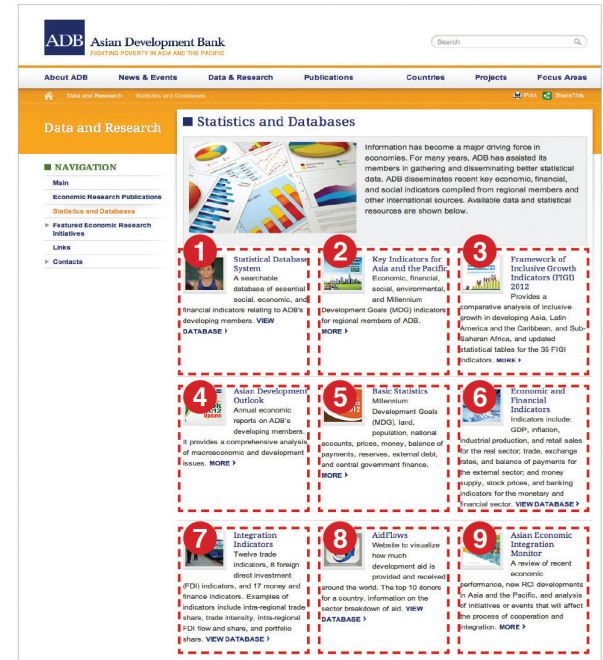 ADB Asian Development Bank
FIGHTING POVERTY IN ASIA AND THE PACIFIC
Search
About ADB News & Events Data & Research Publications Countries Projects Focus Areas
Data and Research Statistics and Databases
Print ShareThis
Data and Research
NAVIGATION
Main
Economic Research Publications
Statistics and Databases
Featured Economic Research
Initiatives
Links
Contacts
Statistics and Databases
Information has become a major driving force in
economies. For many years, ADB has assisted its
members in gathering and disseminating better statistical
data. ADB disseminates recent key economic, financial,
and social indicators compiled from regional members and
other international sources. Available data and statistical
resources are shown below.
1
Statistical Database
System
A searchable
database of essential
social, economic, and
financial indicators relating to ADB's
developing members. VIEW
DATABASE >
2
Key Indicators for
Asia and the Pacific
Economic, financial,
social, environmental,
and Millennium
Development Goals (MDG) indicators
for regional members of ADB.
MORE >
3
Framework of
Inclusive Growth
Indicators (FIGI)
2012
Provides a
comparative analysis of inclusive
growth in developing Asia, Latin
America and the Caribbean, and Sub-
Saharan Africa, and updated
statistical tables for the 35 FIGI
indicators. MORE >
4
2012
Update
Asian Development
Outlook
Annual economic
reports on ADB's
developing members.
It provides a comprehensive analysis
of macroeconomic and development
issues. MORE >
5
Basic Statistics
Millennium
Development Goals
(MDG), land,
population, national
accounts, prices, money, balance of
payments, reserves, external debt,
and central government finance.
MORE >
6
Economic and
Financial
Indicators
Indicators include:
GDP, inflation,
industrial production, and retail sales
for the real sector; trade, exchange
rates, and balance of payments for
the external sector; and money
supply, stock prices, and banking
indicators for the monetary and
financial sector. VIEW DATABASE >
7
Integration
Indicators
Twelve trade
indicators, 8 foreign
direct investment
(FDI) indicators, and 17 money and
finance indicators. Examples of
indicators include intra-regional trade
share, trade intensity, intra-regional
FDI flow and share, and portfolio
share. VIEW DATABASE >
8
AidFlows
Website to visualize
how much
development aid is
provided and received
around the world. The top 10 donors
for a country, information on the
sector breakdown of aid. VIEW
DATABASE >
9
Asian Economic
Integration
Monitor
A review of recent
economic
performance, new RCI developments
in Asia and the Pacific, and analysis
of initiatives or events that will affect
the process of cooperation and
integration. MORE >